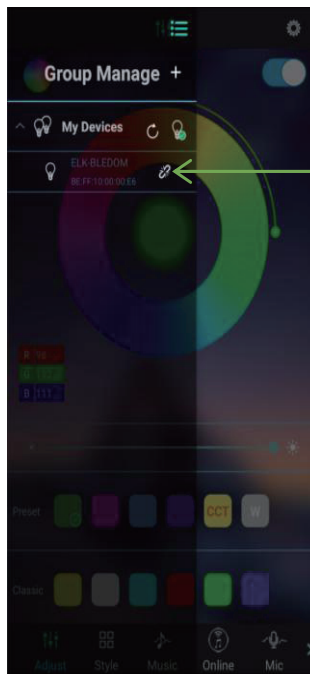 Group Manage +
My Devices
ELK-BLEDOM
BE:FF:10:00:00:E6
R
G
B 111
Preset
CCT
W
Classic
Adjust
Style
Music
Online
Mic